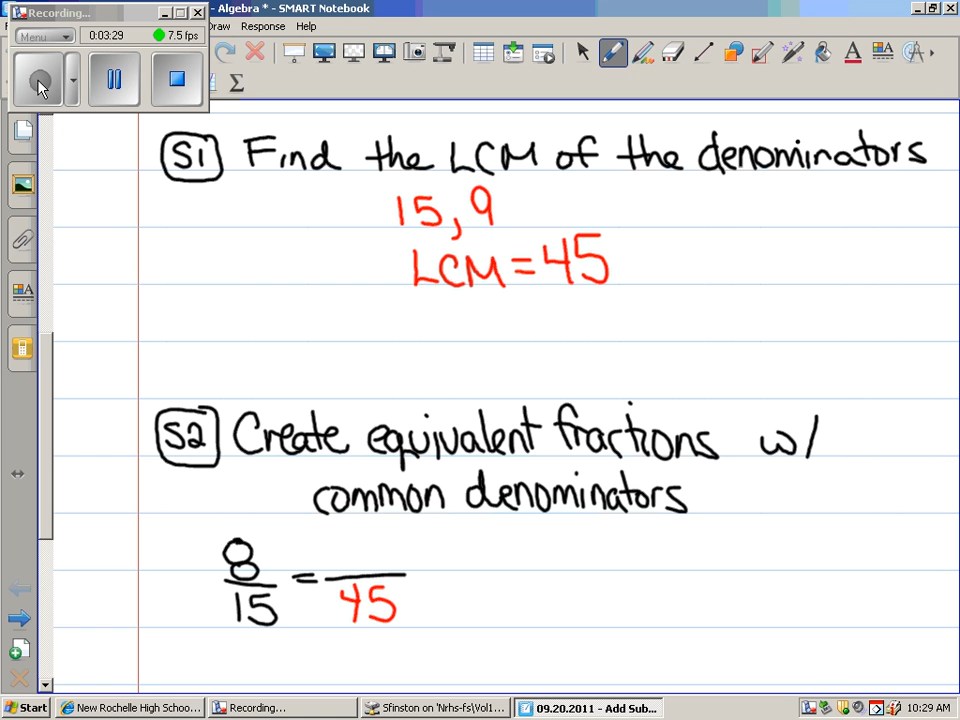 Recording...
Algebra * - SMART Notebook
Menu
0:03:29
7.5 fps
Draw
Response
Help
S1 Find the LCM of the denominators
15, 9
LCM = 45
S2 Create equivalent fractions w/
common denominators
8/15 = /45
Start
New Rochelle High Schoo...
Recording...
Sfinston on 'Nrhs-fs\Vol1...
09.20.2011 - Add Sub...
10:29 AM